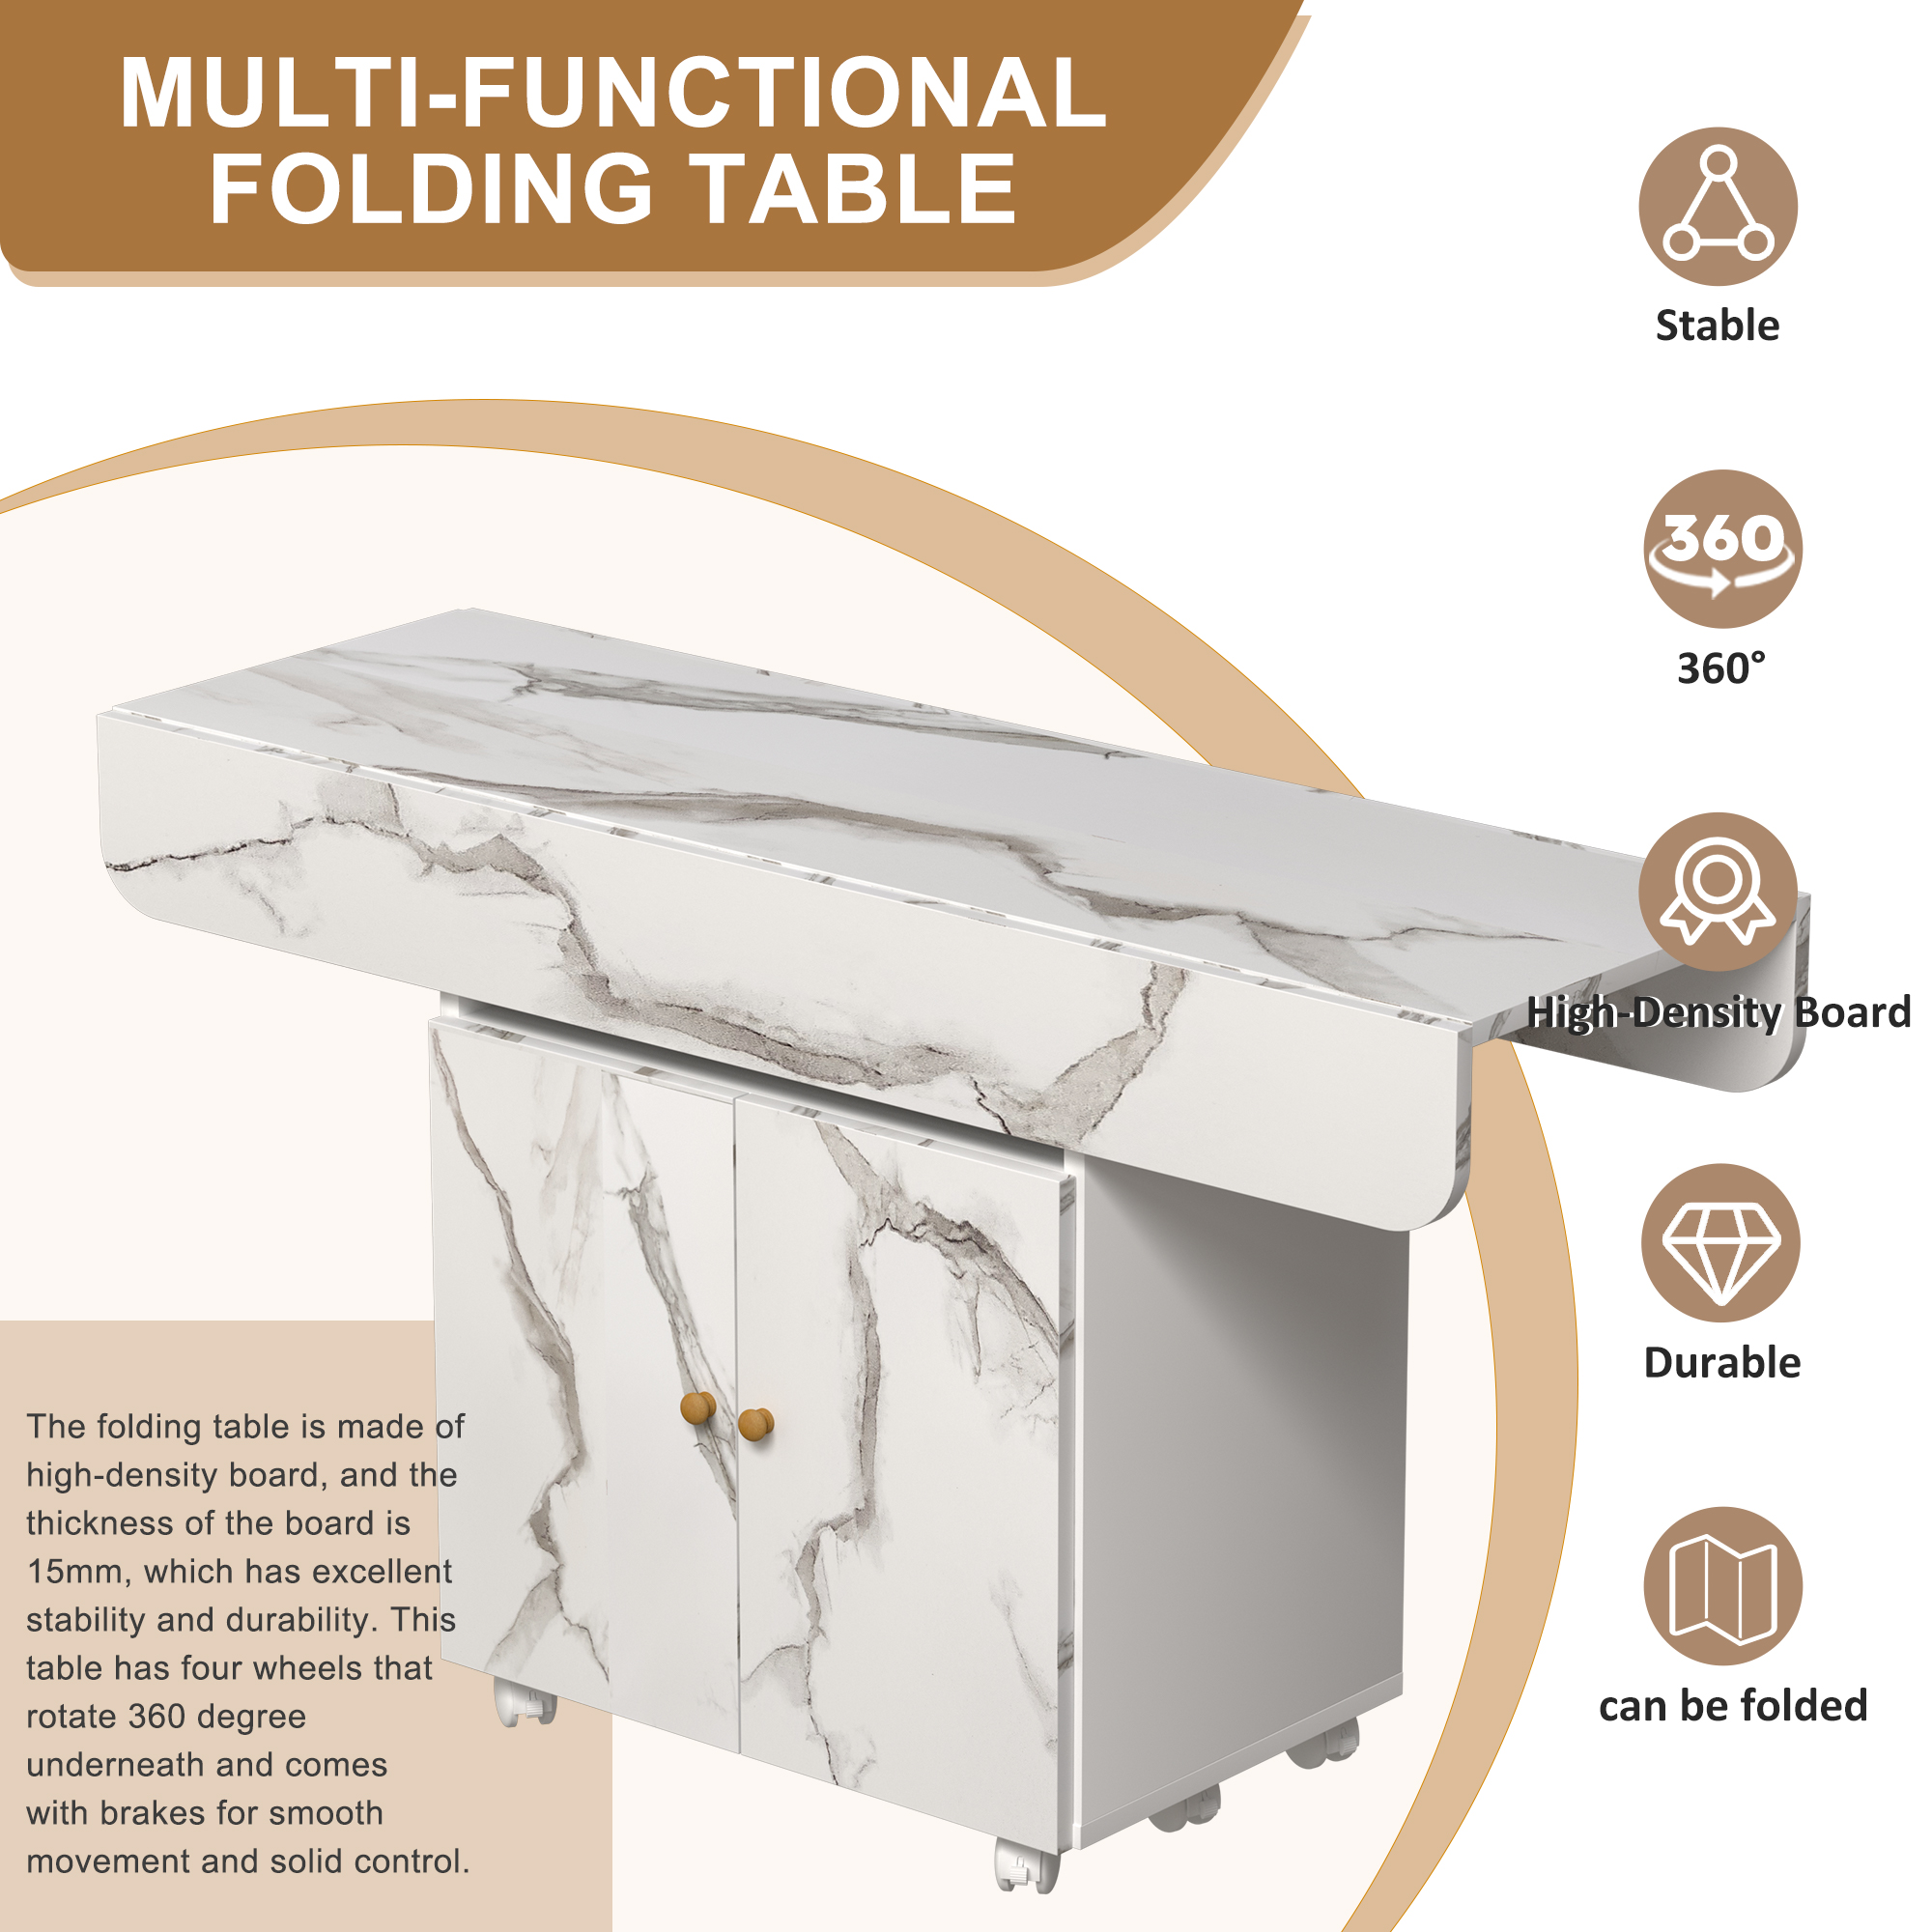 MULTI-FUNCTIONAL
FOLDING TABLE
Stable
360
360°
High-Density Board
Durable
can be folded
The folding table is made of
high-density board, and the
thickness of the board is
15mm, which has excellent
stability and durability. This
table has four wheels that
rotate 360 degree
underneath and comes
with brakes for smooth
movement and solid control.